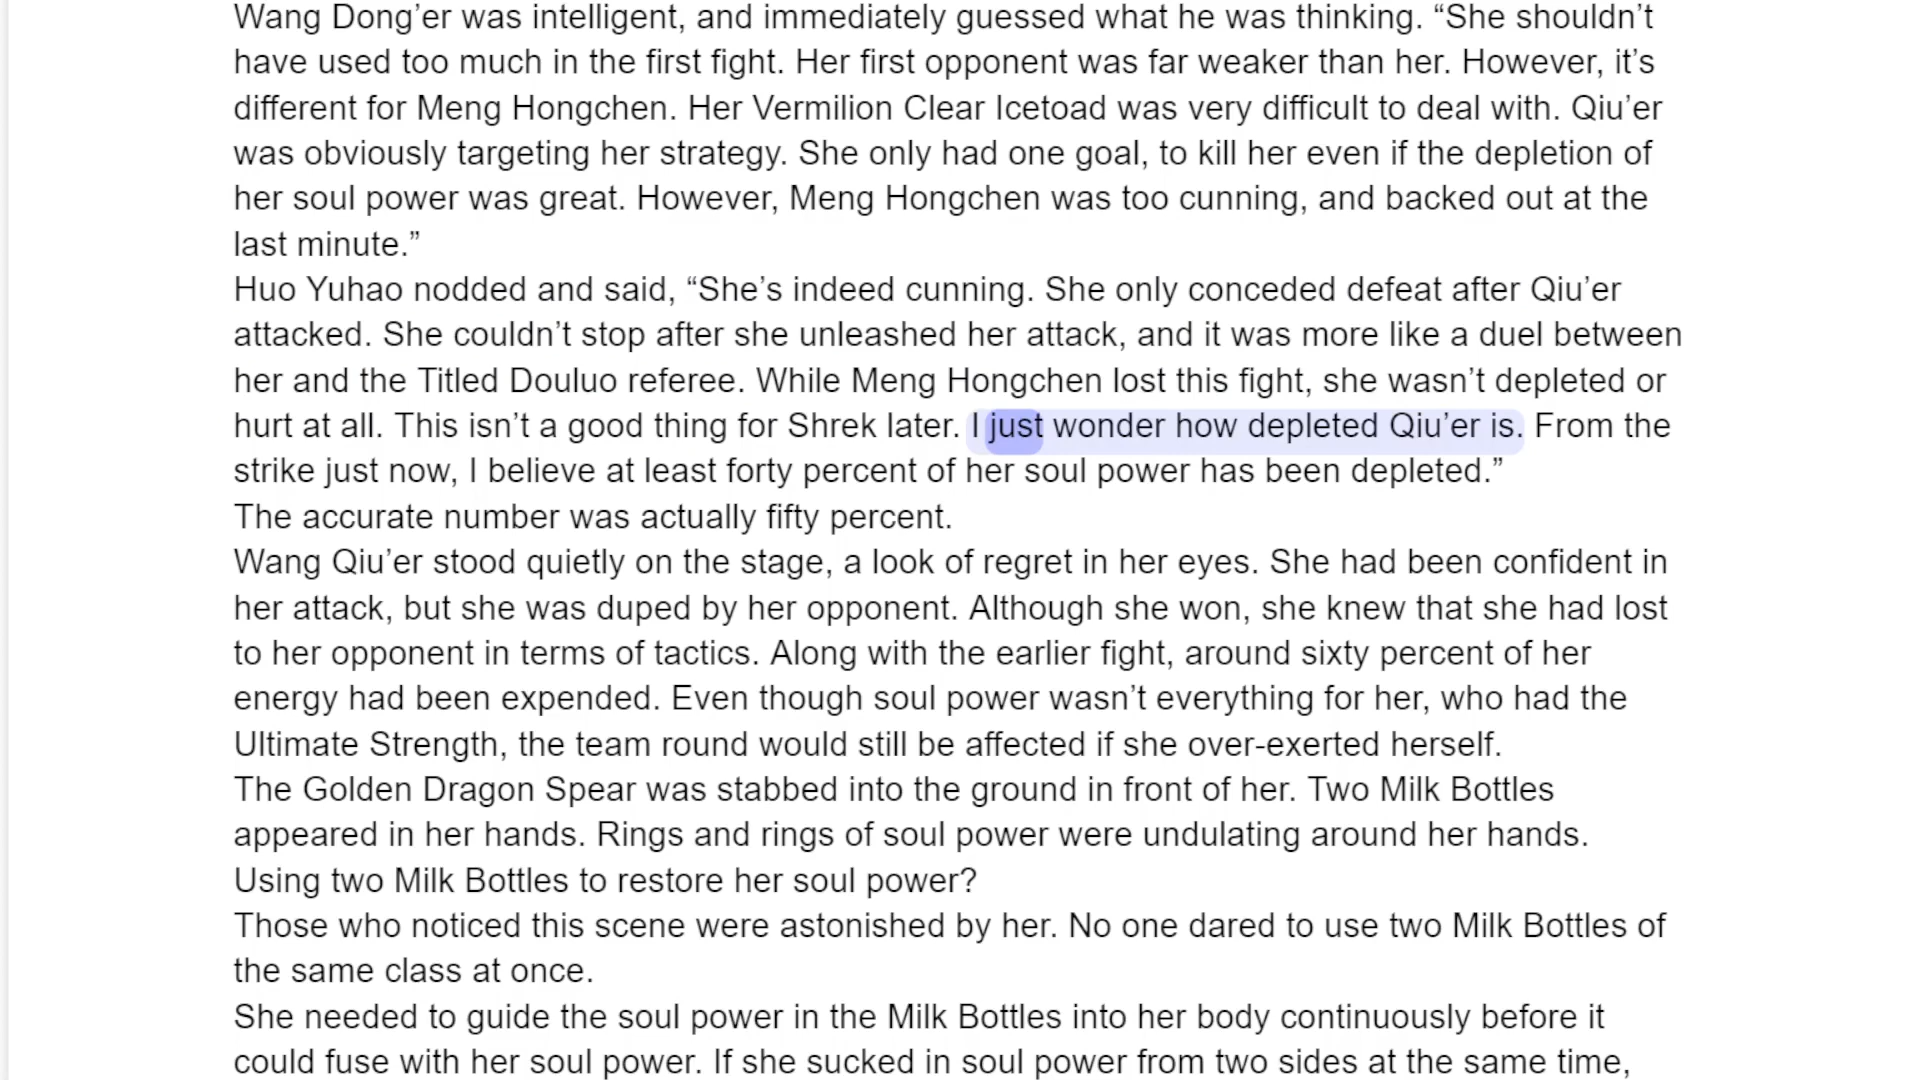 Wang Dong’er was intelligent, and immediately guessed what he was thinking. “She shouldn’t
have used too much in the first fight. Her first opponent was far weaker than her. However, it’s
different for Meng Hongchen. Her Vermilion Clear Icetoad was very difficult to deal with. Qiu’er
was obviously targeting her strategy. She only had one goal, to kill her even if the depletion of
her soul power was great. However, Meng Hongchen was too cunning, and backed out at the
last minute.”
Huo Yuhao nodded and said, “She’s indeed cunning. She only conceded defeat after Qiu’er
attacked. She couldn’t stop after she unleashed her attack, and it was more like a duel between
her and the Titled Douluo referee. While Meng Hongchen lost this fight, she wasn’t depleted or
hurt at all. This isn’t a good thing for Shrek later. I just wonder how depleted Qiu’er is. From the
strike just now, I believe at least forty percent of her soul power has been depleted.”
The accurate number was actually fifty percent.
Wang Qiu’er stood quietly on the stage, a look of regret in her eyes. She had been confident in
her attack, but she was duped by her opponent. Although she won, she knew that she had lost
to her opponent in terms of tactics. Along with the earlier fight, around sixty percent of her
energy had been expended. Even though soul power wasn’t everything for her, who had the
Ultimate Strength, the team round would still be affected if she over-exerted herself.
The Golden Dragon Spear was stabbed into the ground in front of her. Two Milk Bottles
appeared in her hands. Rings and rings of soul power were undulating around her hands.
Using two Milk Bottles to restore her soul power?
Those who noticed this scene were astonished by her. No one dared to use two Milk Bottles of
the same class at once.
She needed to guide the soul power in the Milk Bottles into her body continuously before it
could fuse with her soul power. If she sucked in soul power from two sides at the same time,